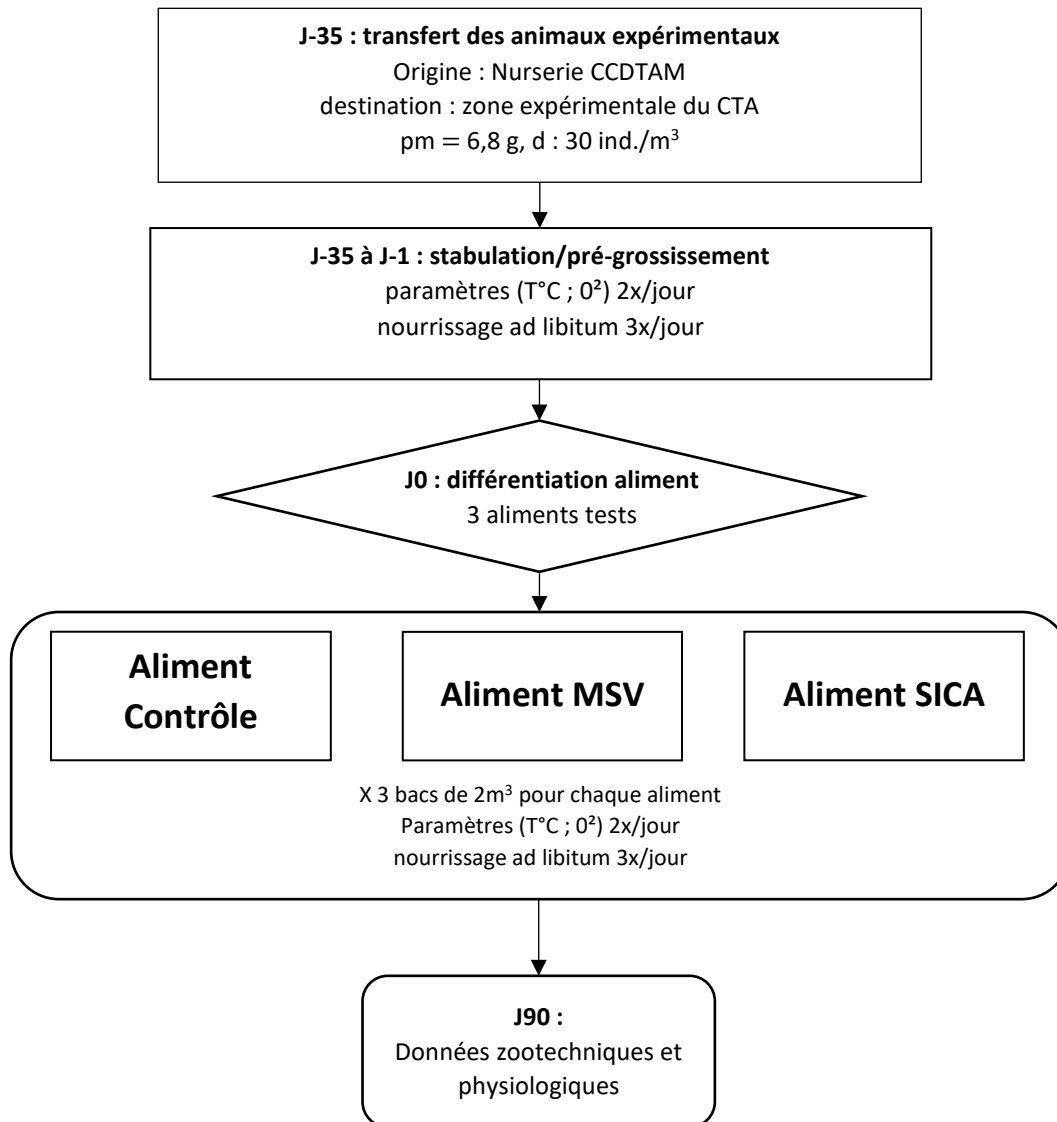 J-35 : transfert des animaux expérimentaux
Origine : Nurserie CCDTAM
destination : zone expérimentale du CTA
pm = 6,8 g, d : 30 ind./m³
J-35 à J-1 : stabulation/pré-grossissement
paramètres (T°C ; 0²) 2x/jour
nourrissage ad libitum 3x/jour
J0 : différentiation aliment
3 aliments tests
Aliment
Contrôle
Aliment MSV
Aliment SICA
X 3 bacs de 2m³ pour chaque aliment
Paramètres (T°C ; 0²) 2x/jour
nourrissage ad libitum 3x/jour
J90 :
Données zootechniques et
physiologiques